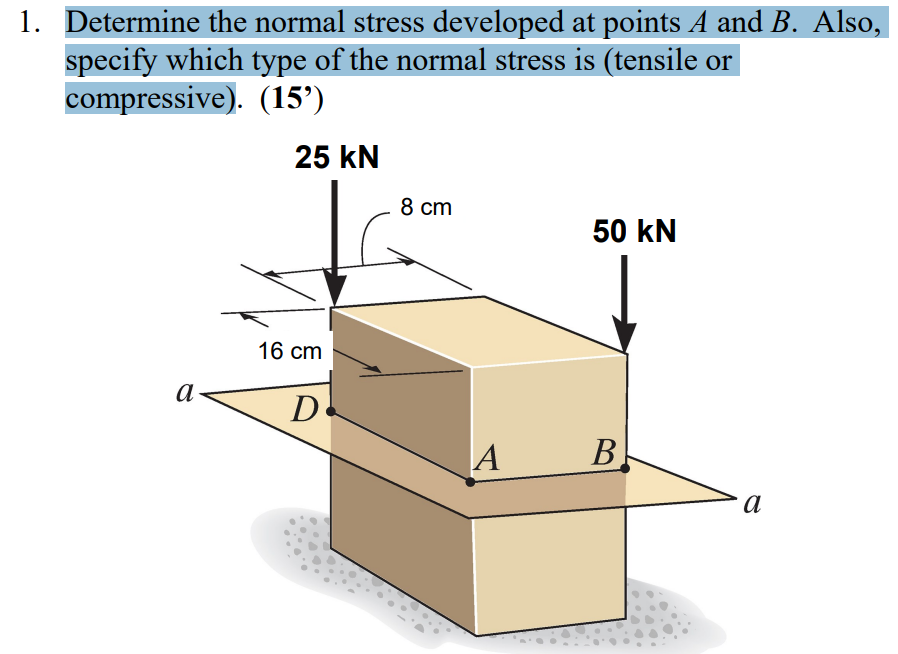 1. Determine the normal stress developed at points A and B. Also,
specify which type of the normal stress is (tensile or
compressive). (15’)
25 kN
8 cm
50 kN
16 cm
a
D
A
B
a